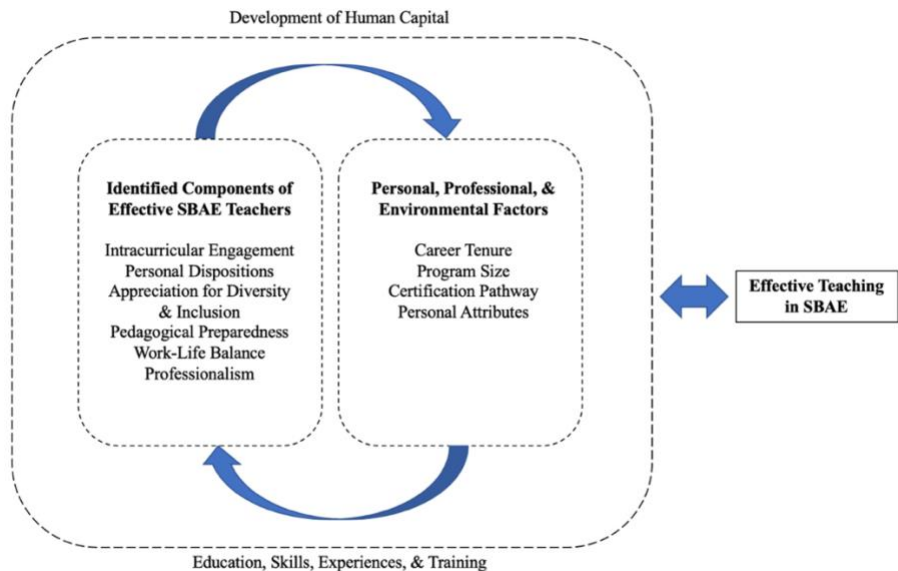 Development of Human Capital
Identified Components of
Effective SBAE Teachers
Intracurricular Engagement
Personal Dispositions
Appreciation for Diversity
& Inclusion
Pedagogical Preparedness
Work-Life Balance
Professionalism
Personal, Professional, &
Environmental Factors
Career Tenure
Program Size
Certification Pathway
Personal Attributes
Effective Teaching
in SBAE
Education, Skills, Experiences, & Training